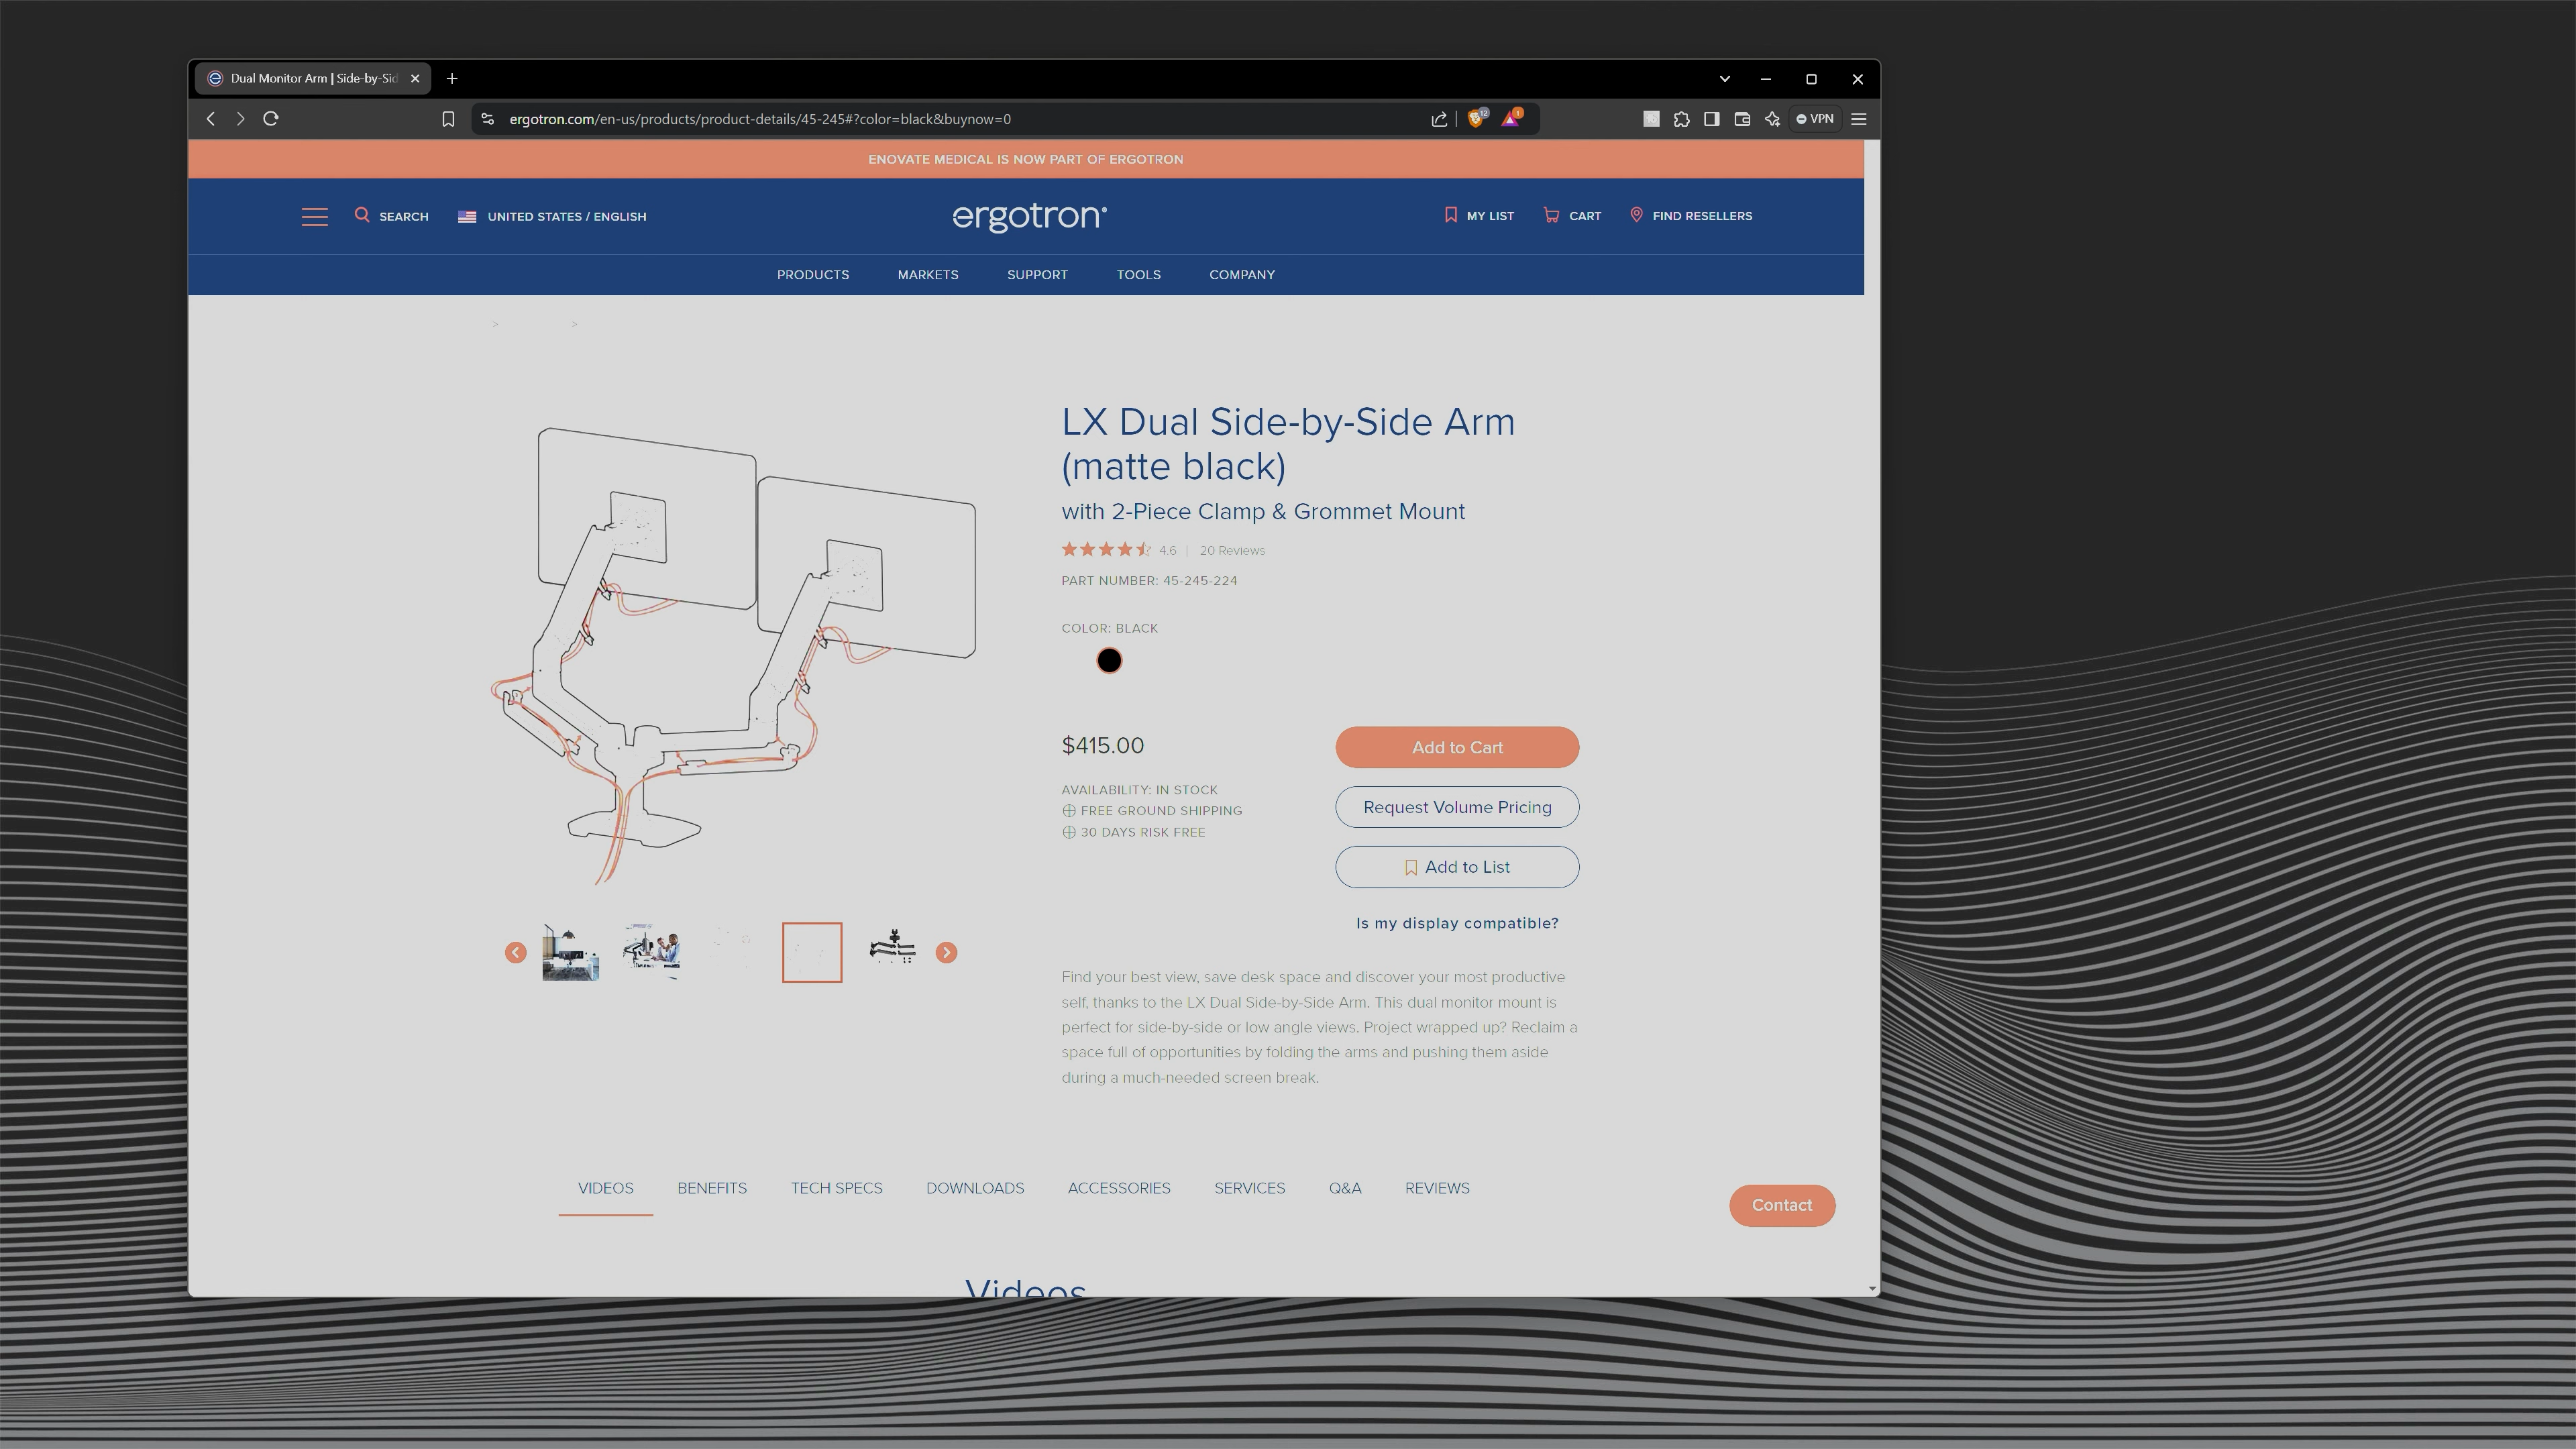 Dual Monitor Arm | Side-by-Sid
ergotron.com/en-us/products/product-details/45-245#?color=black&buynow=0
12
1
VPN
ENOVATE MEDICAL IS NOW PART OF ERGOTRON
SEARCH
UNITED STATES / ENGLISH
ergotron®
MY LIST
CART
FIND RESELLERS
PRODUCTS
MARKETS
SUPPORT
TOOLS
COMPANY
>
>
LX Dual Side-by-Side Arm
(matte black)
with 2-Piece Clamp & Grommet Mount
4.6 | 20 Reviews
PART NUMBER: 45-245-224
COLOR: BLACK
$415.00
Add to Cart
AVAILABILITY: IN STOCK
FREE GROUND SHIPPING
30 DAYS RISK FREE
Request Volume Pricing
Add to List
Is my display compatible?
Find your best view, save desk space and discover your most productive
self, thanks to the LX Dual Side-by-Side Arm. This dual monitor mount is
perfect for side-by-side or low angle views. Project wrapped up? Reclaim a
space full of opportunities by folding the arms and pushing them aside
during a much-needed screen break.
VIDEOS
BENEFITS
TECH SPECS
DOWNLOADS
ACCESSORIES
SERVICES
Q&A
REVIEWS
Contact
Videos